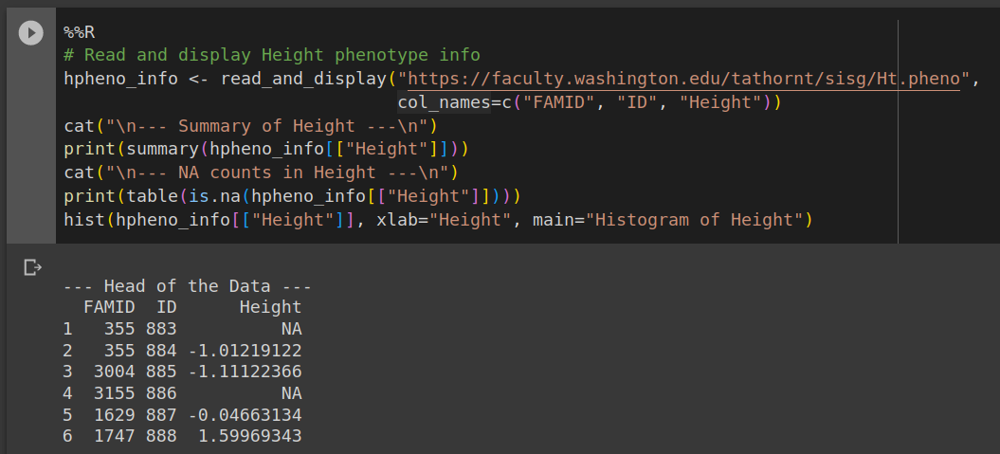 %%R
# Read and display Height phenotype info
hpheno_info <- read_and_display("https://faculty.washington.edu/tathornt/sisg/Ht.pheno",
                                col_names=c("FAMID", "ID", "Height"))
cat("\n--- Summary of Height ---\n")
print(summary(hpheno_info[["Height"]]))
cat("\n--- NA counts in Height ---\n")
print(table(is.na(hpheno_info[["Height"]])))
hist(hpheno_info[["Height"]], xlab="Height", main="Histogram of Height")
--- Head of the Data ---
  FAMID  ID      Height
1   355 883          NA
2   355 884 -1.01219122
3  3004 885 -1.11122366
4  3155 886          NA
5  1629 887 -0.04663134
6  1747 888  1.59969343